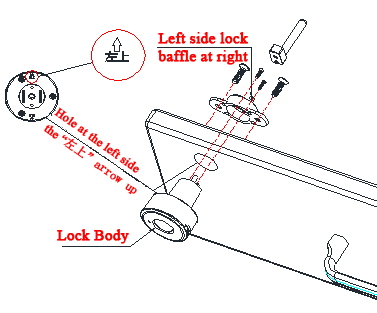 左上
Left side lock
baffle at right
Hole at the left side
the “左上” arrow up
Lock Body